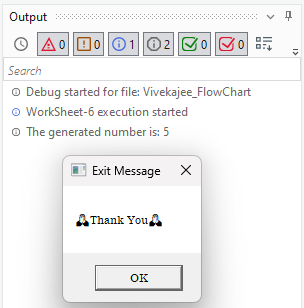 Output
0 0 1 2 0 0
Search
Debug started for file: Vivekajee_FlowChart
WorkSheet-6 execution started
The generated number is: 5
Exit Message
Thank You
OK